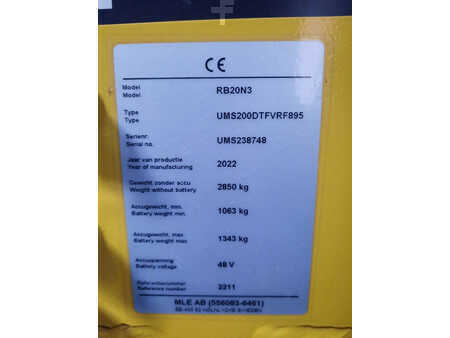 CE
Model RB20N3
Model
Type UMS200DTFVRF895
Type
Serienr. UMS238748
Serial no.
Jaar van productie 2022
Year of manufacturing
Gewicht zonder accu 2850 kg
Weight without battery
Accugewicht, min. 1063 kg
Battery weight min.
Accugewicht, max. 1343 kg
Battery weight max
Accuspanning 48 V
Battery voltage
Referentienummer 3311
Reference number
MLE AB (556083-6461)